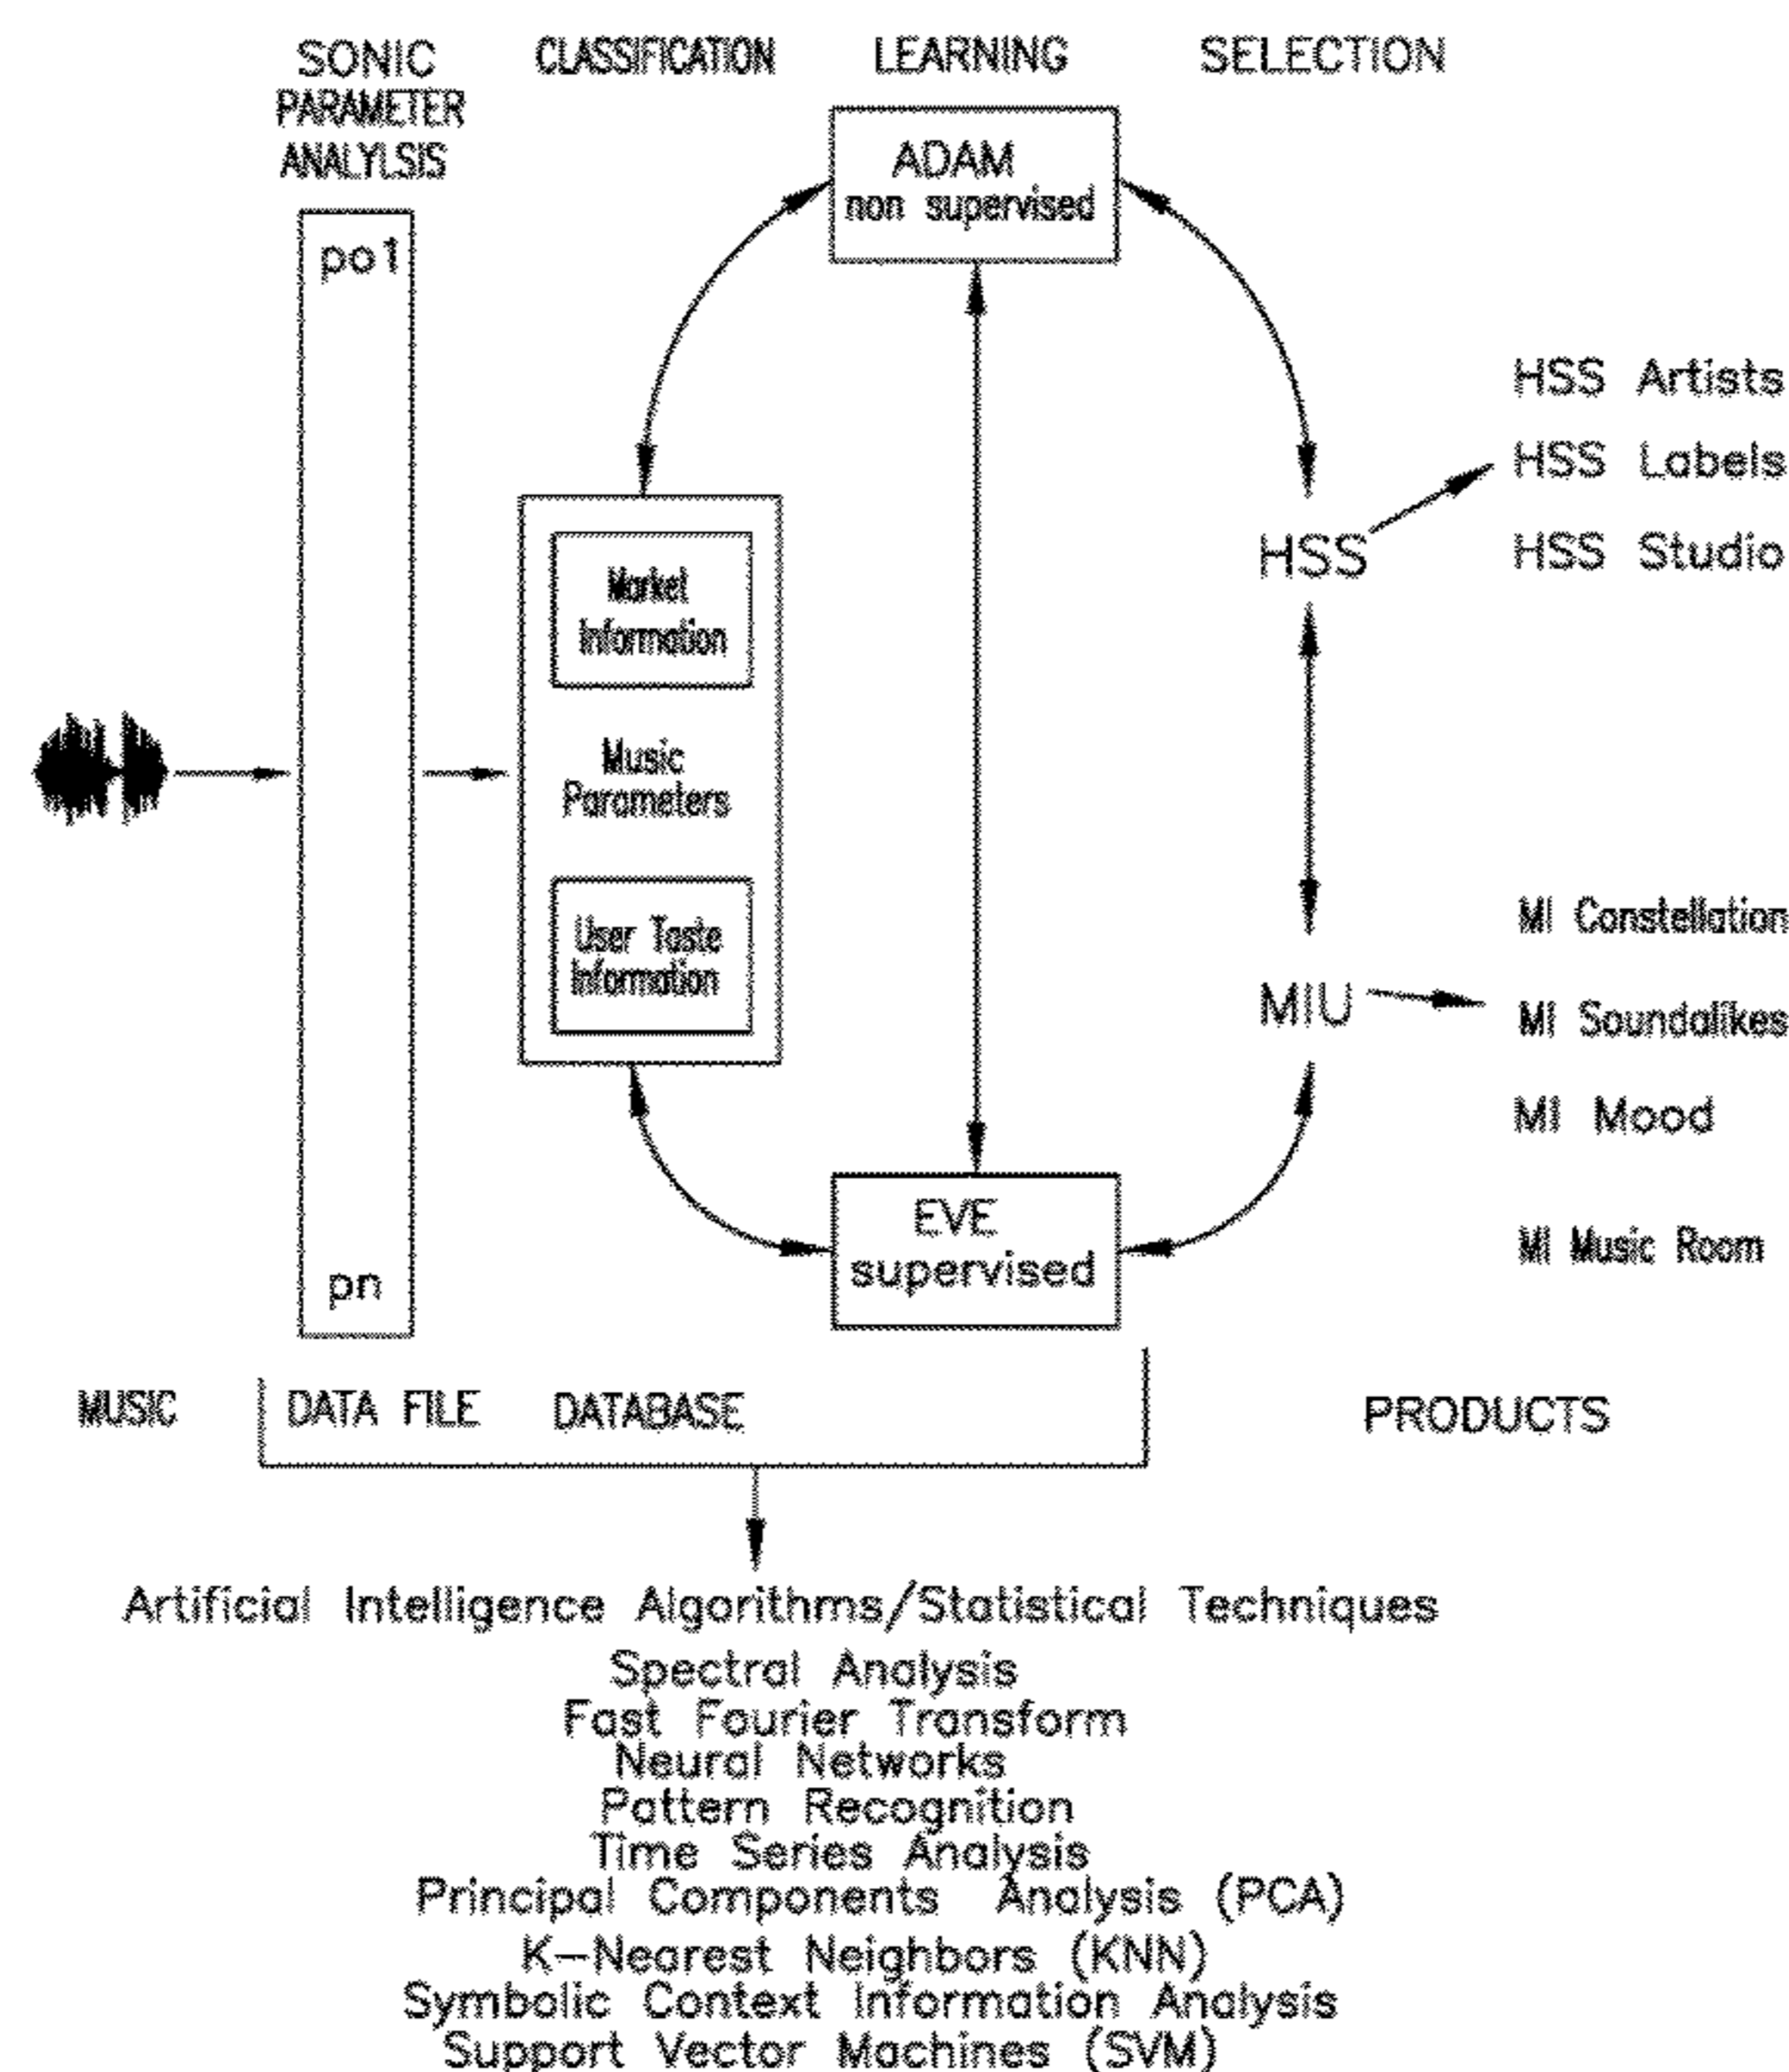 SONIC
PARAMETER
ANALYLSIS
CLASSIFICATION
LEARNING
SELECTION
po1
pn
ADAM
non supervised
Market
Information
Music
Parameters
User Taste
Information
EVE
supervised
HSS
HSS Artists
HSS Labels
HSS Studio
MIU
MI Constellation
MI Soundalikes
MI Mood
MI Music Room
MUSIC
DATA FILE
DATABASE
PRODUCTS
Artificial Intelligence Algorithms/Statistical Techniques
Spectral Analysis
Fast Fourier Transform
Neural Networks
Pattern Recognition
Time Series Analysis
Principal Components Analysis (PCA)
K-Nearest Neighbors (KNN)
Symbolic Context Information Analysis
Support Vector Machines (SVM)